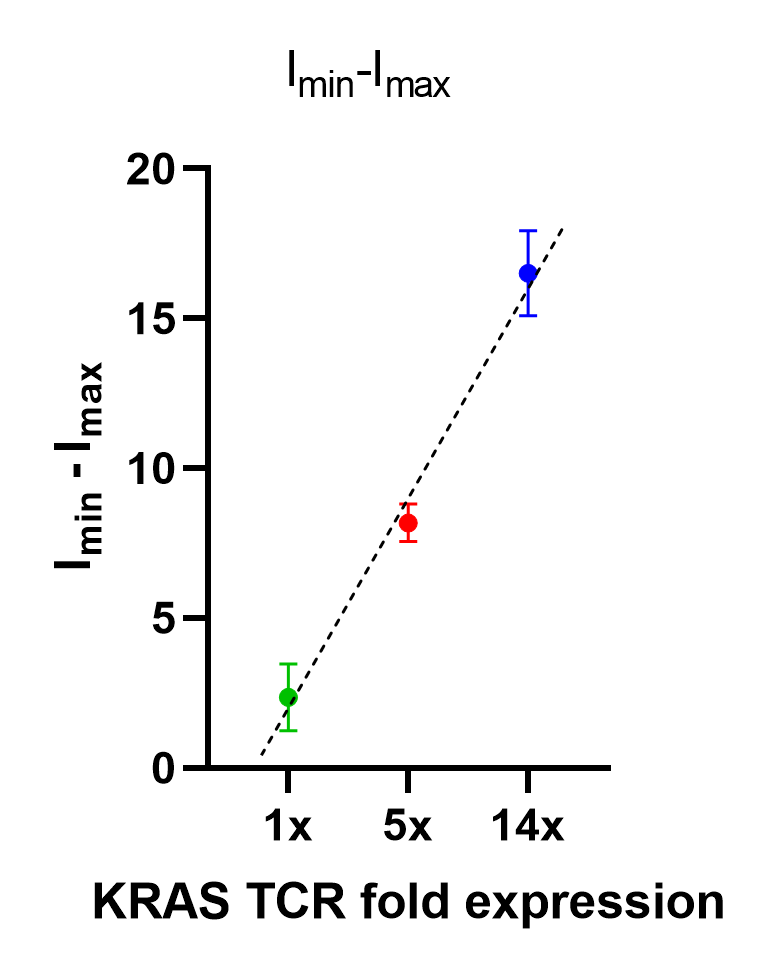 Imin-Imax
20
15
10
5
0
Imin - Imax
1x 5x 14x
KRAS TCR fold expression